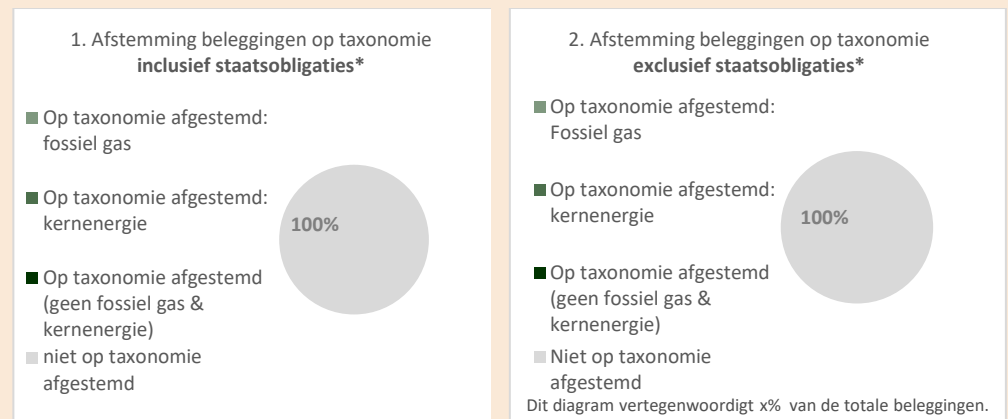 1. Afstemming beleggingen op taxonomie
inclusief staatsobligaties*
Op taxonomie afgestemd:
fossiel gas
Op taxonomie afgestemd:
kernenergie
Op taxonomie afgestemd
(geen fossiel gas &
kernenergie)
niet op taxonomie
afgestemd
100%
2. Afstemming beleggingen op taxonomie
exclusief staatsobligaties*
Op taxonomie afgestemd:
Fossiel gas
Op taxonomie afgestemd:
kernenergie
Op taxonomie afgestemd
(geen fossiel gas &
kernenergie)
Niet op taxonomie
afgestemd
100%
Dit diagram vertegenwoordigt x% van de totale beleggingen.